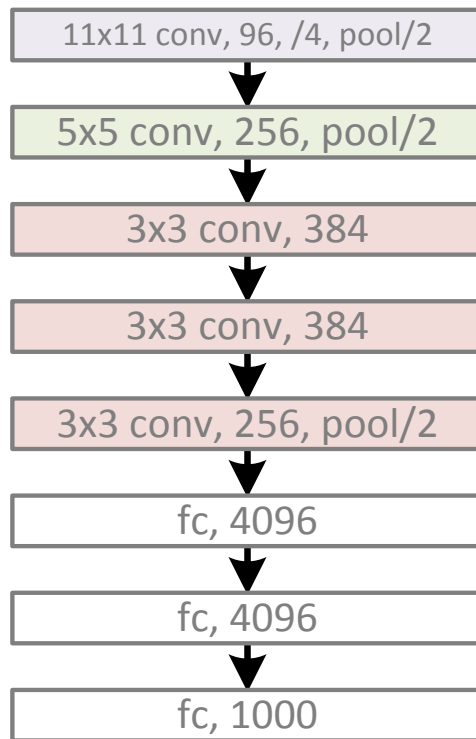 11x11 conv, 96, /4, pool/2
5x5 conv, 256, pool/2
3x3 conv, 384
3x3 conv, 384
3x3 conv, 256, pool/2
fc, 4096
fc, 4096
fc, 1000